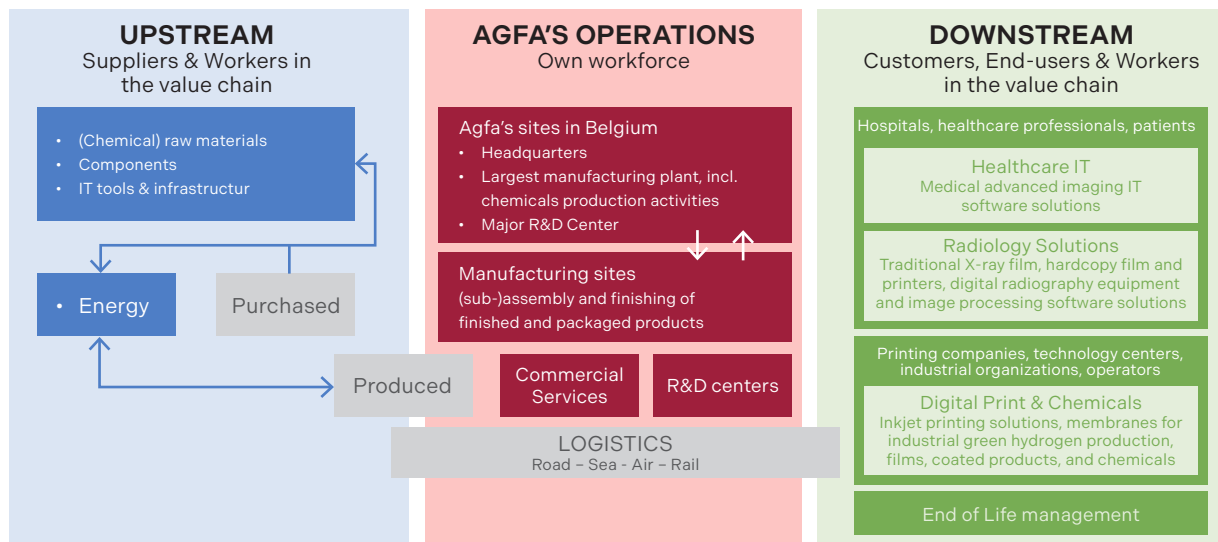 UPSTREAM
Suppliers & Workers in
the value chain
• (Chemical) raw materials
• Components
• IT tools & infrastructur
• Energy
Purchased
Produced
AGFA'S OPERATIONS
Own workforce
Agfa's sites in Belgium
• Headquarters
• Largest manufacturing plant, incl.
chemicals production activities
• Major R&D Center
Manufacturing sites
(sub-)assembly and finishing of
finished and packaged products
Commercial
Services
R&D centers
LOGISTICS
Road – Sea - Air – Rail
DOWNSTREAM
Customers, End-users & Workers
in the value chain
Hospitals, healthcare professionals, patients
Healthcare IT
Medical advanced imaging IT
software solutions
Radiology Solutions
Traditional X-ray film, hardcopy film and
printers, digital radiography equipment
and image processing software solutions
Printing companies, technology centers,
industrial organizations, operators
Digital Print & Chemicals
Inkjet printing solutions, membranes for
industrial green hydrogen production,
films, coated products, and chemicals
End of Life management